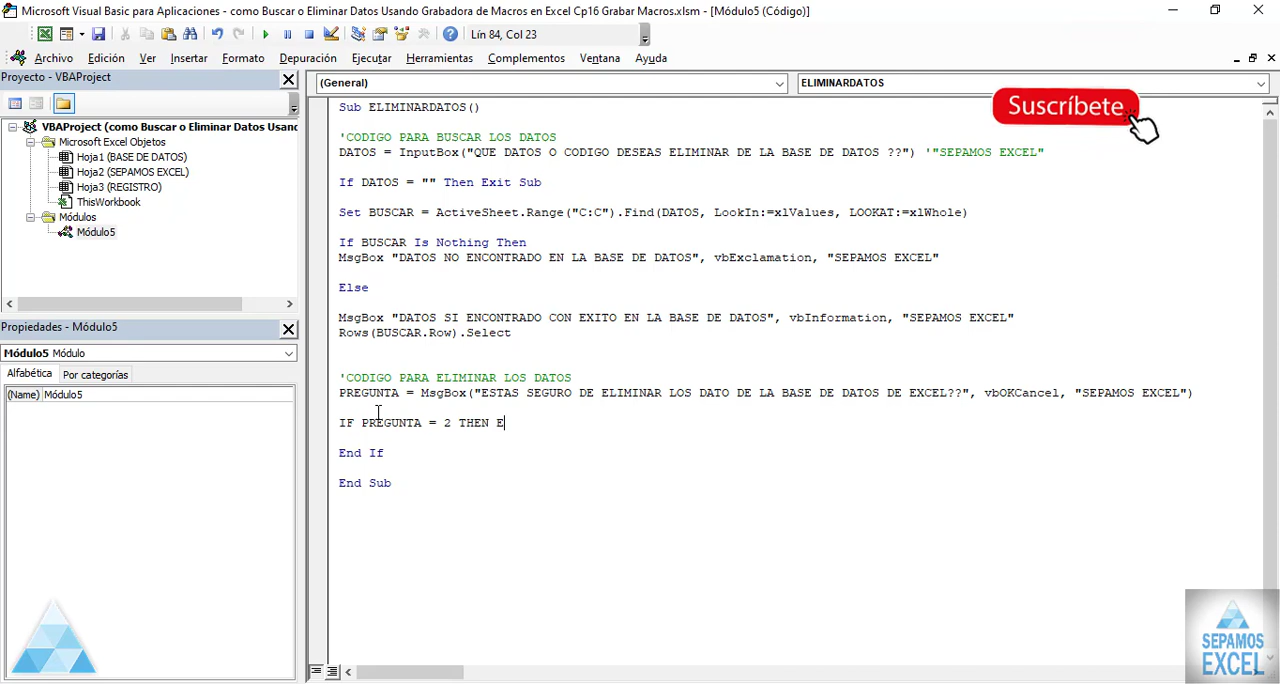 Microsoft Visual Basic para Aplicaciones - como Buscar o Eliminar Datos Usando Grabadora de Macros en Excel Cp16 Grabar Macros.xlsm - [Módulo5 (Código)]
Lín 84, Col 23
Archivo Edición Ver Insertar Formato Depuración Ejecutar Herramientas Complementos Ventana Ayuda
Proyecto - VBAProject
VBAProject (como Buscar o Eliminar Datos Usand
Microsoft Excel Objetos
Hoja1 (BASE DE DATOS)
Hoja2 (SEPAMOS EXCEL)
Hoja3 (REGISTRO)
ThisWorkbook
Módulos
Módulo5
Propiedades - Módulo5
Módulo5 Módulo
Alfabética Por categorías
(Name) Módulo5
(General) ELIMINARDATOS
Suscríbete
Sub ELIMINARDATOS()
'CODIGO PARA BUSCAR LOS DATOS
DATOS = InputBox("QUE DATOS O CODIGO DESEAS ELIMINAR DE LA BASE DE DATOS ??") '"SEPAMOS EXCEL"
If DATOS = "" Then Exit Sub
Set BUSCAR = ActiveSheet.Range("C:C").Find(DATOS, LookIn:=xlValues, LOOKAT:=xlWhole)
If BUSCAR Is Nothing Then
MsgBox "DATOS NO ENCONTRADO EN LA BASE DE DATOS", vbExclamation, "SEPAMOS EXCEL"
Else
MsgBox "DATOS SI ENCONTRADO CON EXITO EN LA BASE DE DATOS", vbInformation, "SEPAMOS EXCEL"
Rows(BUSCAR.Row).Select
'CODIGO PARA ELIMINAR LOS DATOS
PREGUNTA = MsgBox("ESTAS SEGURO DE ELIMINAR LOS DATO DE LA BASE DE DATOS DE EXCEL??", vbOKCancel, "SEPAMOS EXCEL")
IF PREGUNTA = 2 THEN E
End If
End Sub
SEPAMOS
EXCEL